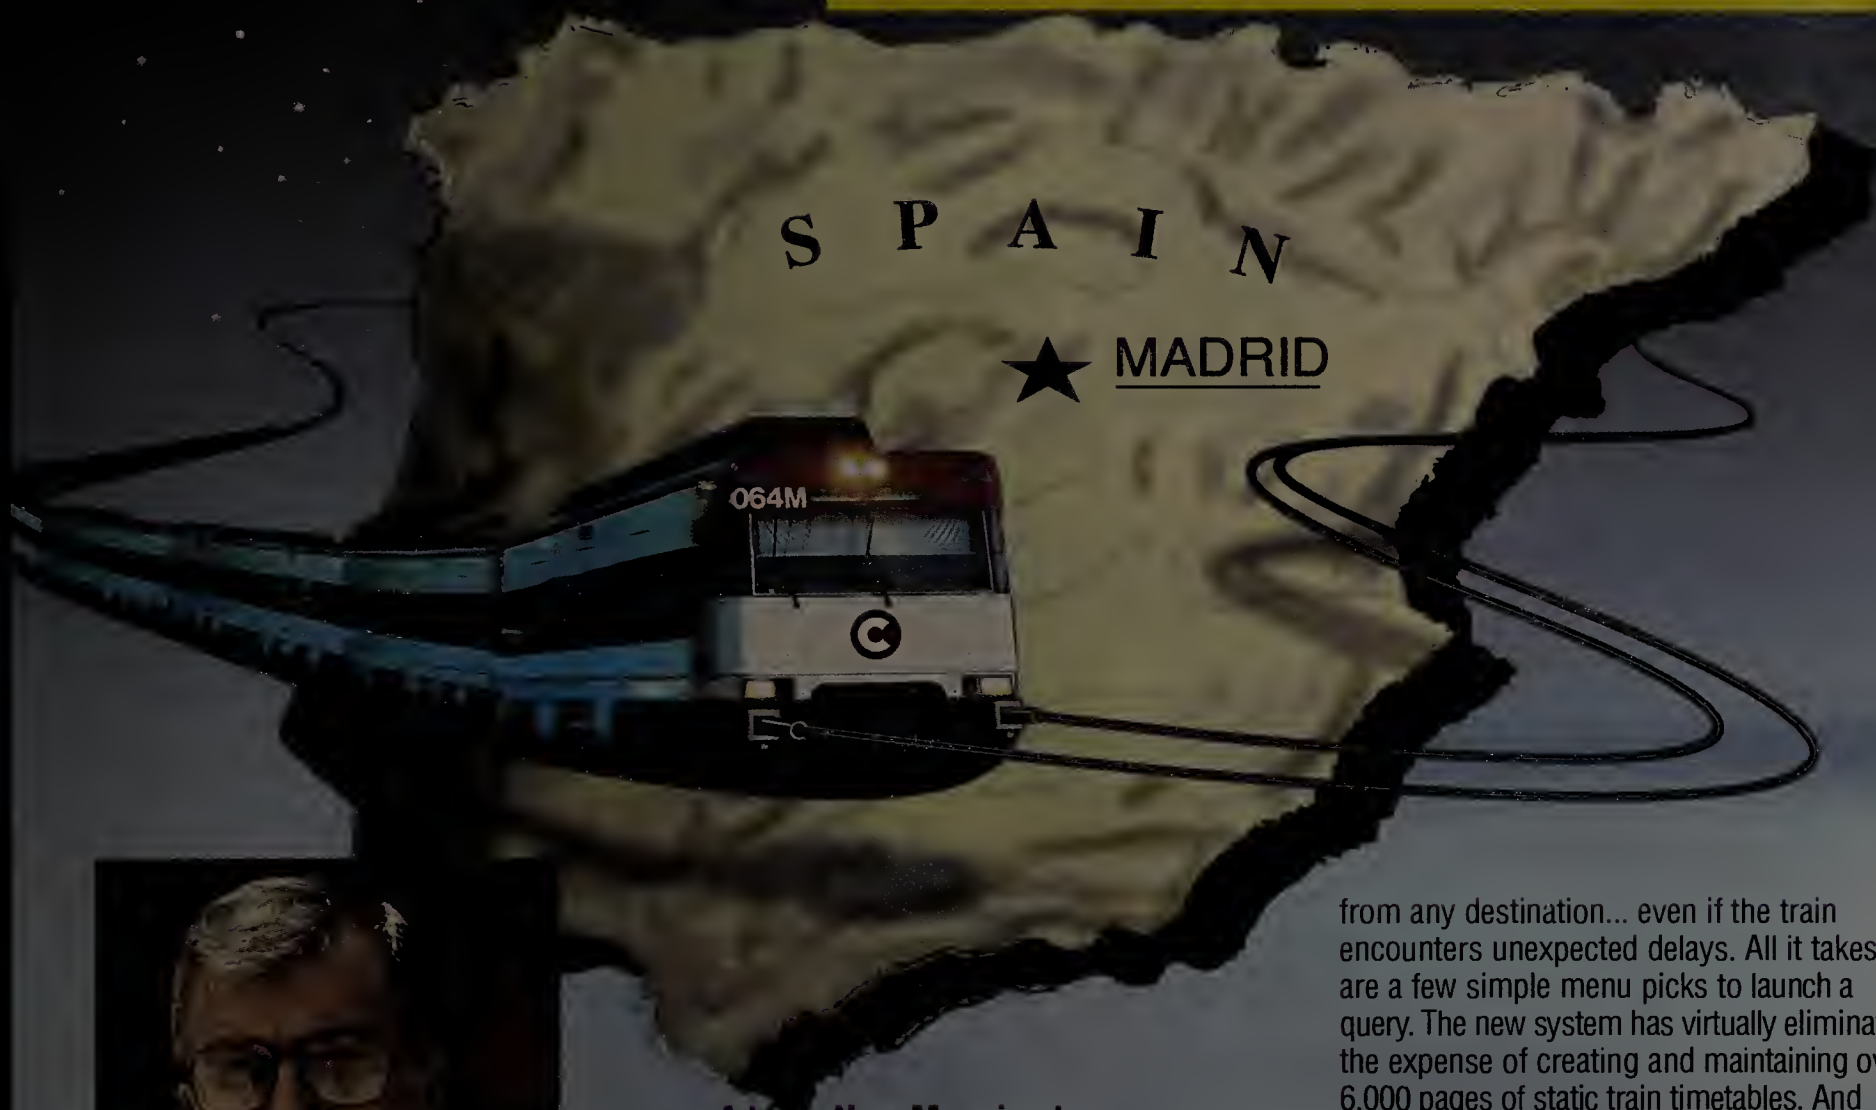 S P A I N
MADRID
064M
C
from any destination... even if the train
encounters unexpected delays. All it takes
are a few simple menu picks to launch a
query. The new system has virtually
the expense of creating and maintaining
6,000 pages of static train timetables. And